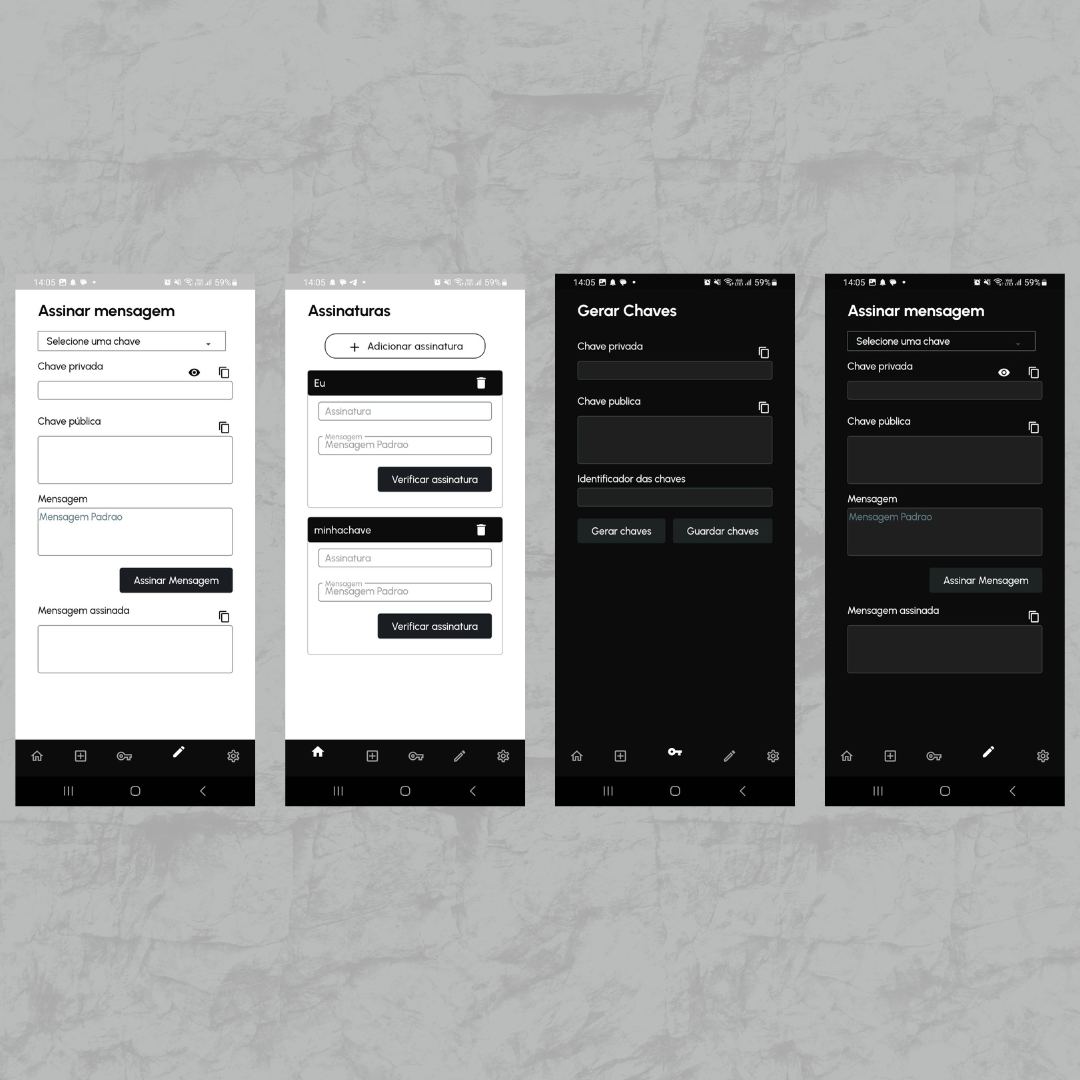 14:05
59%
Assinar mensagem
Selecione uma chave
Chave privada
Chave pública
Mensagem
Mensagem Padrao
Assinar Mensagem
Mensagem assinada
14:05
59%
Assinaturas
+ Adicionar assinatura
Eu
Assinatura
Mensagem
Mensagem Padrao
Verificar assinatura
minhachave
Assinatura
Mensagem
Mensagem Padrao
Verificar assinatura
14:05
59%
Gerar Chaves
Chave privada
Chave publica
Identificador das chaves
Gerar chaves Guardar chaves
14:05
59%
Assinar mensagem
Selecione uma chave
Chave privada
Chave pública
Mensagem
Mensagem Padrao
Assinar Mensagem
Mensagem assinada